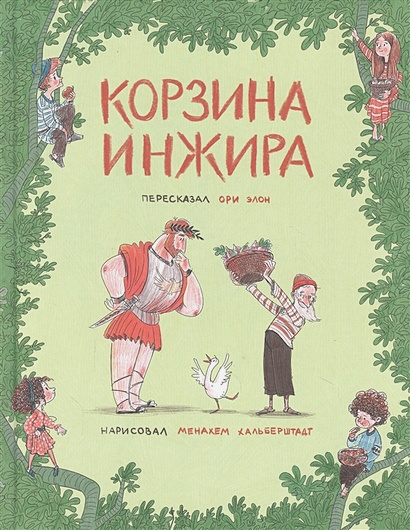 КОРЗИНА
ИНЖИРА
ПЕРЕСКАЗАЛ ОРИ ЭЛОН
НАРИСОВАЛ МЕНАХЕМ ХАЛЬБЕРШТАДТ